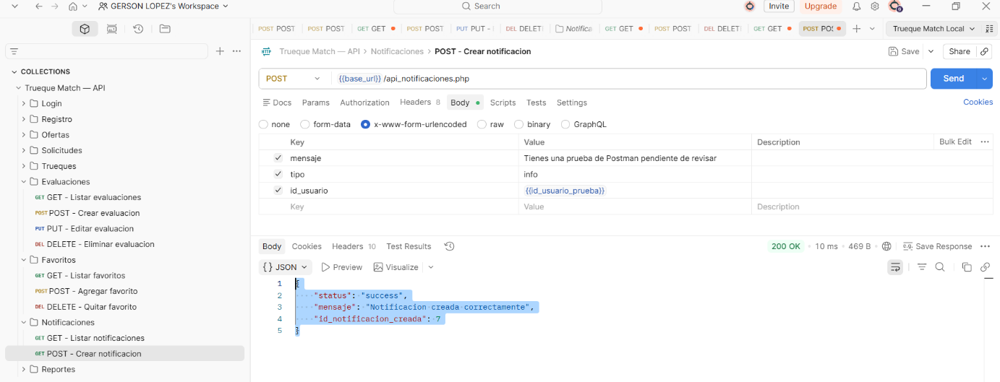 GERSON LOPEZ's Workspace
Search
Invite
Upgrade
POST POST
POST POST
GET GET
POST POST
PUT PUT -
DEL DELET
Notifica
GET GET
POST POST
DEL DELET
GET GET
POST POS
Trueque Match Local
Trueque Match — API
Notificaciones
POST - Crear notificacion
Save
Share
COLLECTIONS
Trueque Match — API
Login
Registro
Ofertas
Solicitudes
Trueques
Evaluaciones
GET GET - Listar evaluaciones
POST POST - Crear evaluacion
PUT PUT - Editar evaluacion
DEL DELETE - Eliminar evaluacion
Favoritos
GET GET - Listar favoritos
POST POST - Agregar favorito
DEL DELETE - Quitar favorito
Notificaciones
GET GET - Listar notificaciones
GET POST - Crear notificacion
Reportes
HTTP
POST
{{base_url}} /api_notificaciones.php
Send
Docs Params Authorization Headers 8 Body Scripts Tests Settings
Cookies
none form-data x-www-form-urlencoded raw binary GraphQL
Key Value Description Bulk Edit
mensaje Tienes una prueba de Postman pendiente de revisar
tipo info
id_usuario {{id_usuario_prueba}}
Key Value Description
Body Cookies Headers 10 Test Results
200 OK 10 ms 469 B Save Response
{} JSON Preview Visualize
1 {
2 "status": "success",
3 "mensaje": "Notificacion creada correctamente",
4 "id_notificacion_creada": 7
5 }